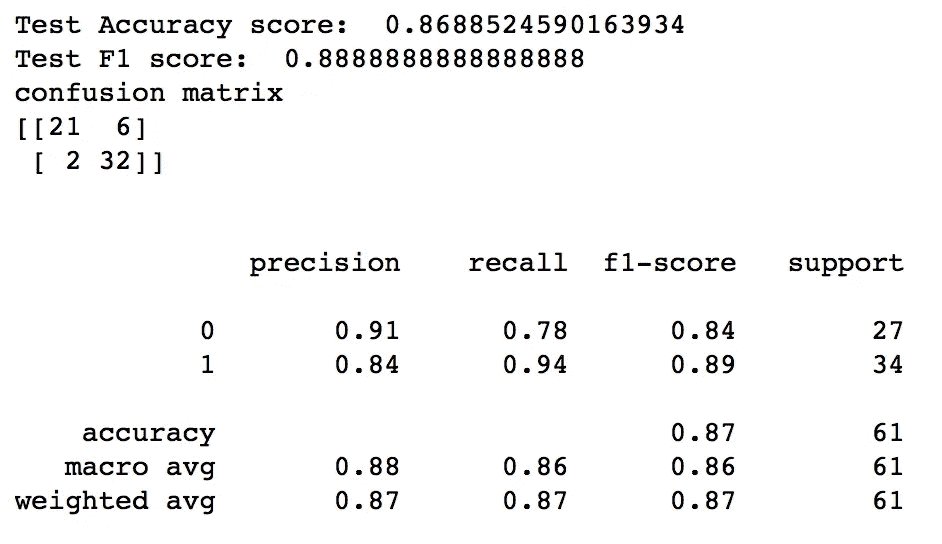 Test Accuracy score:  0.8688524590163934
Test F1 score:  0.8888888888888888
confusion matrix
[[21  6]
 [ 2 32]]
precision    recall  f1-score   support
0       0.91      0.78      0.84        27
1       0.84      0.94      0.89        34
accuracy                           0.87        61
macro avg       0.88      0.86      0.86        61
weighted avg       0.87      0.87      0.87        61